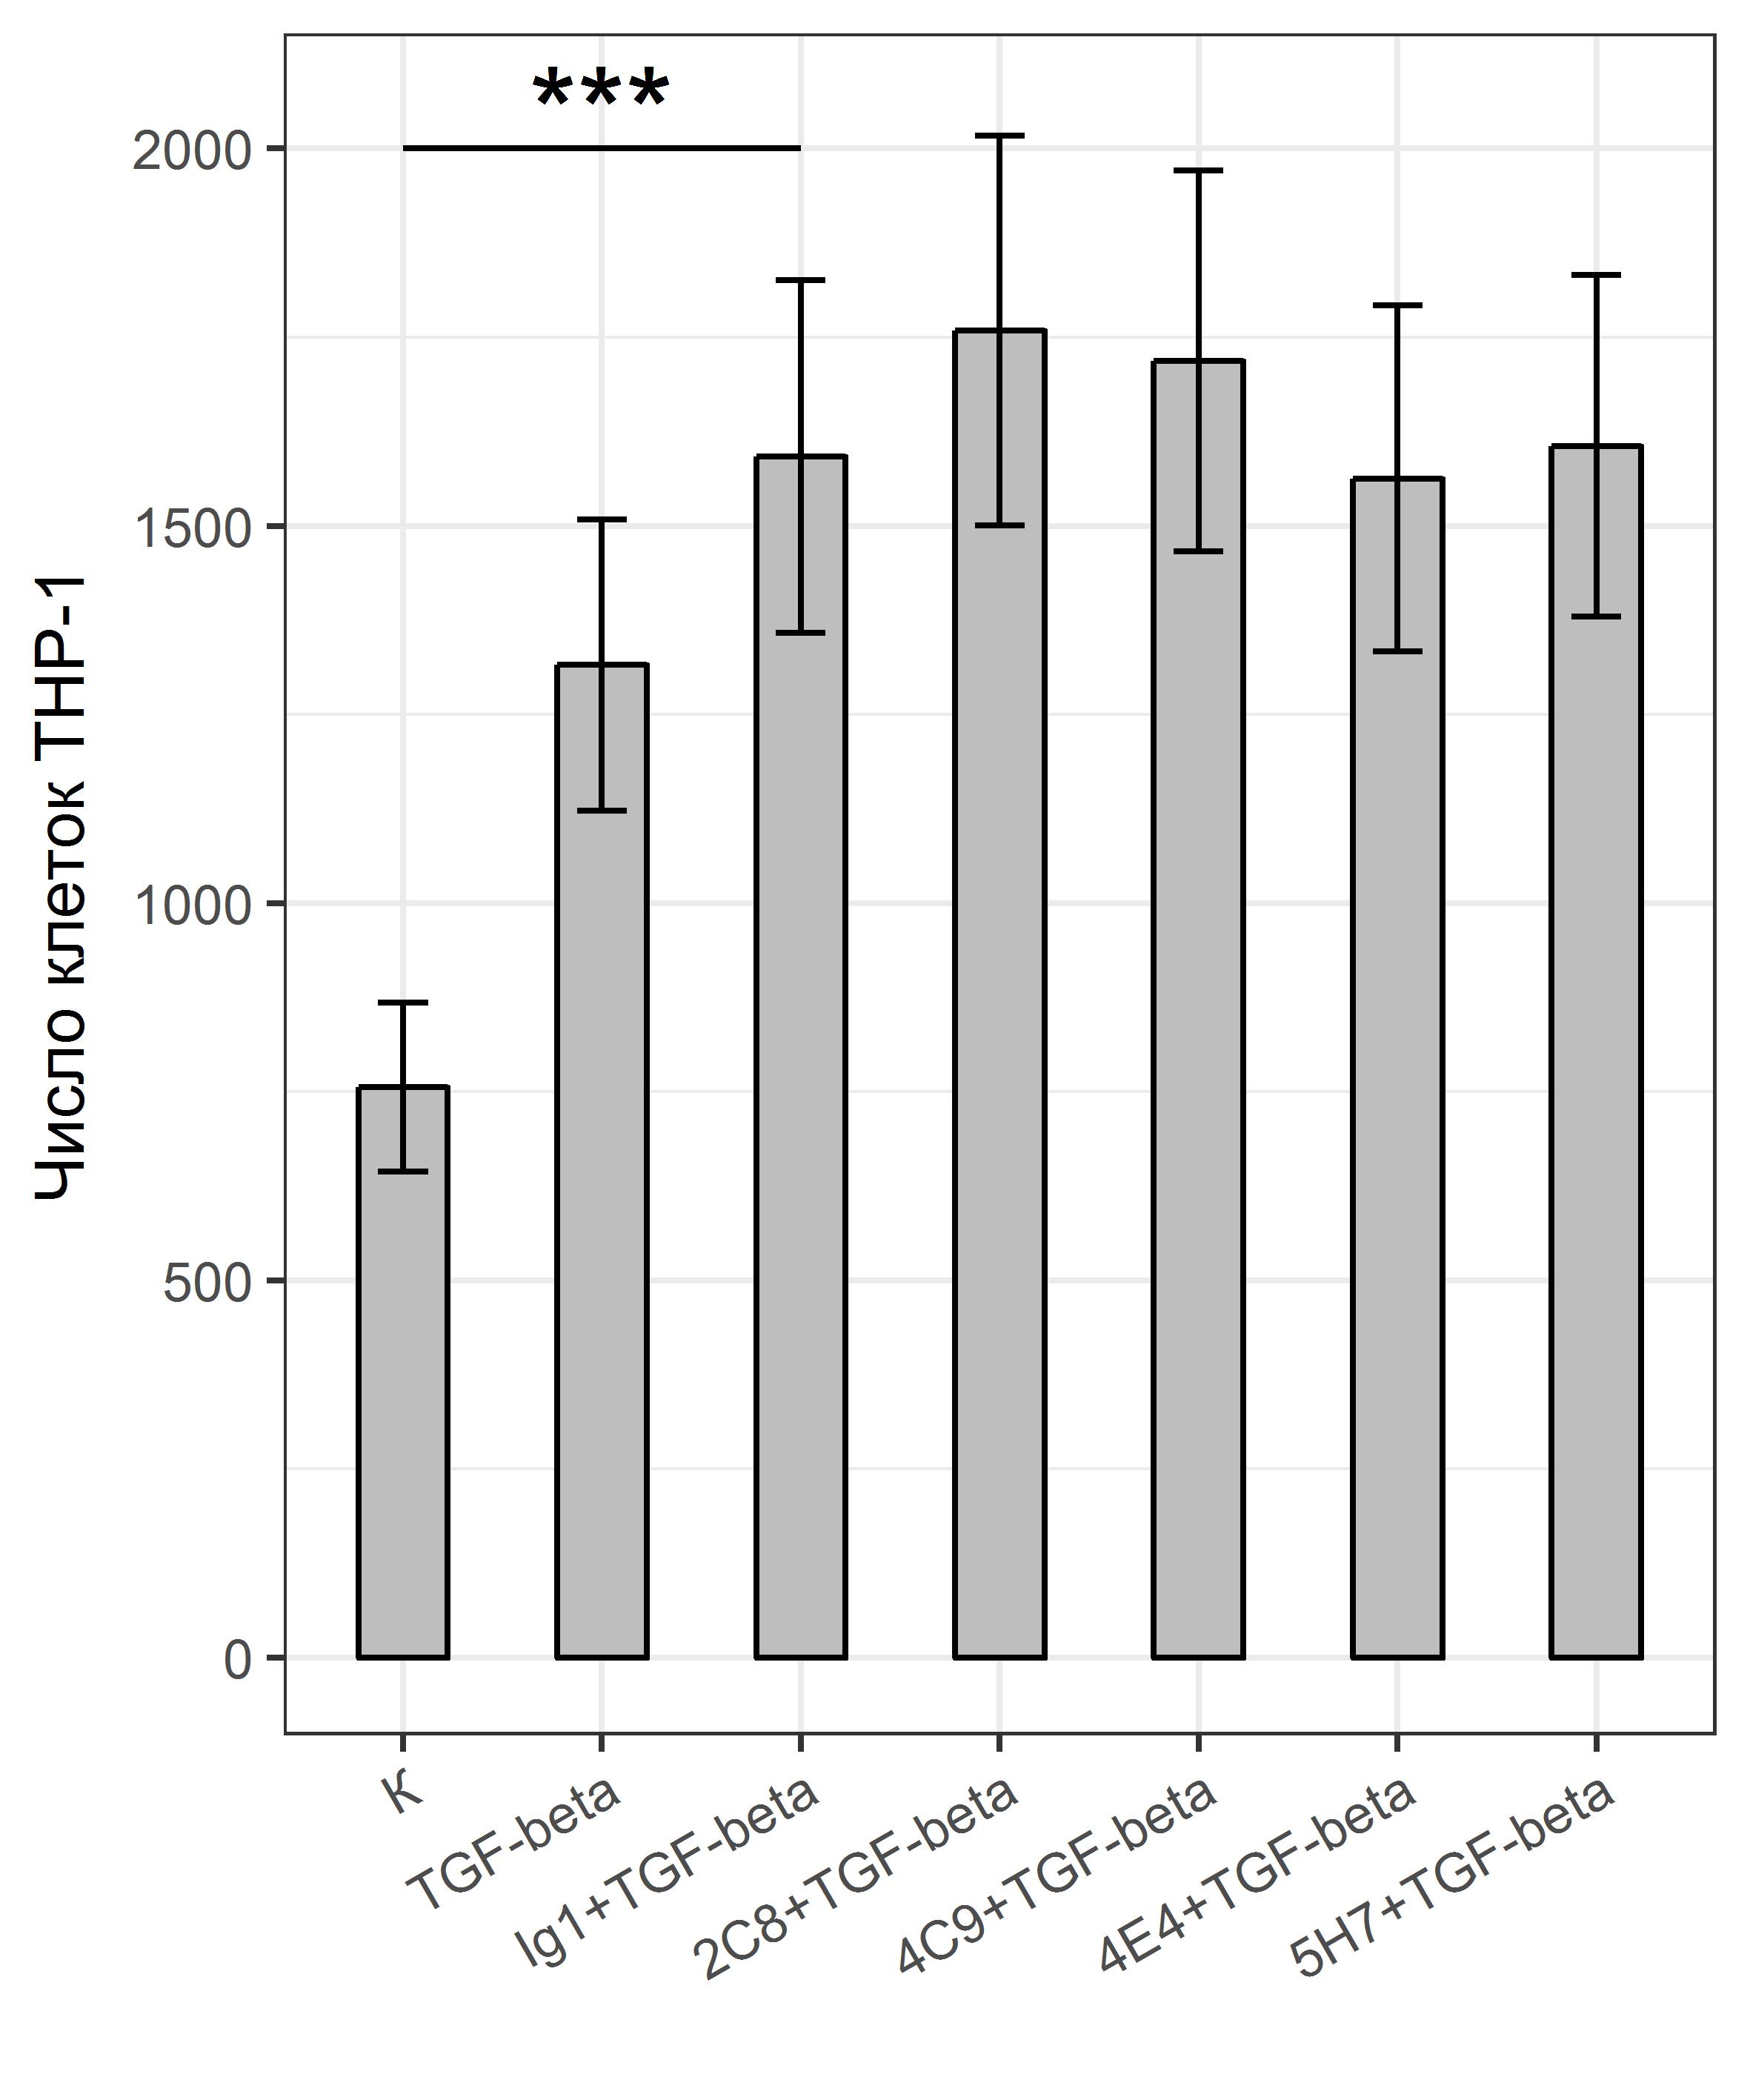 ***
Число клеток THP-1
2000
1500
1000
500
0
К
TGF-beta
Ig1+TGF-beta
2C8+TGF-beta
4C9+TGF-beta
4E4+TGF-beta
5H7+TGF-beta